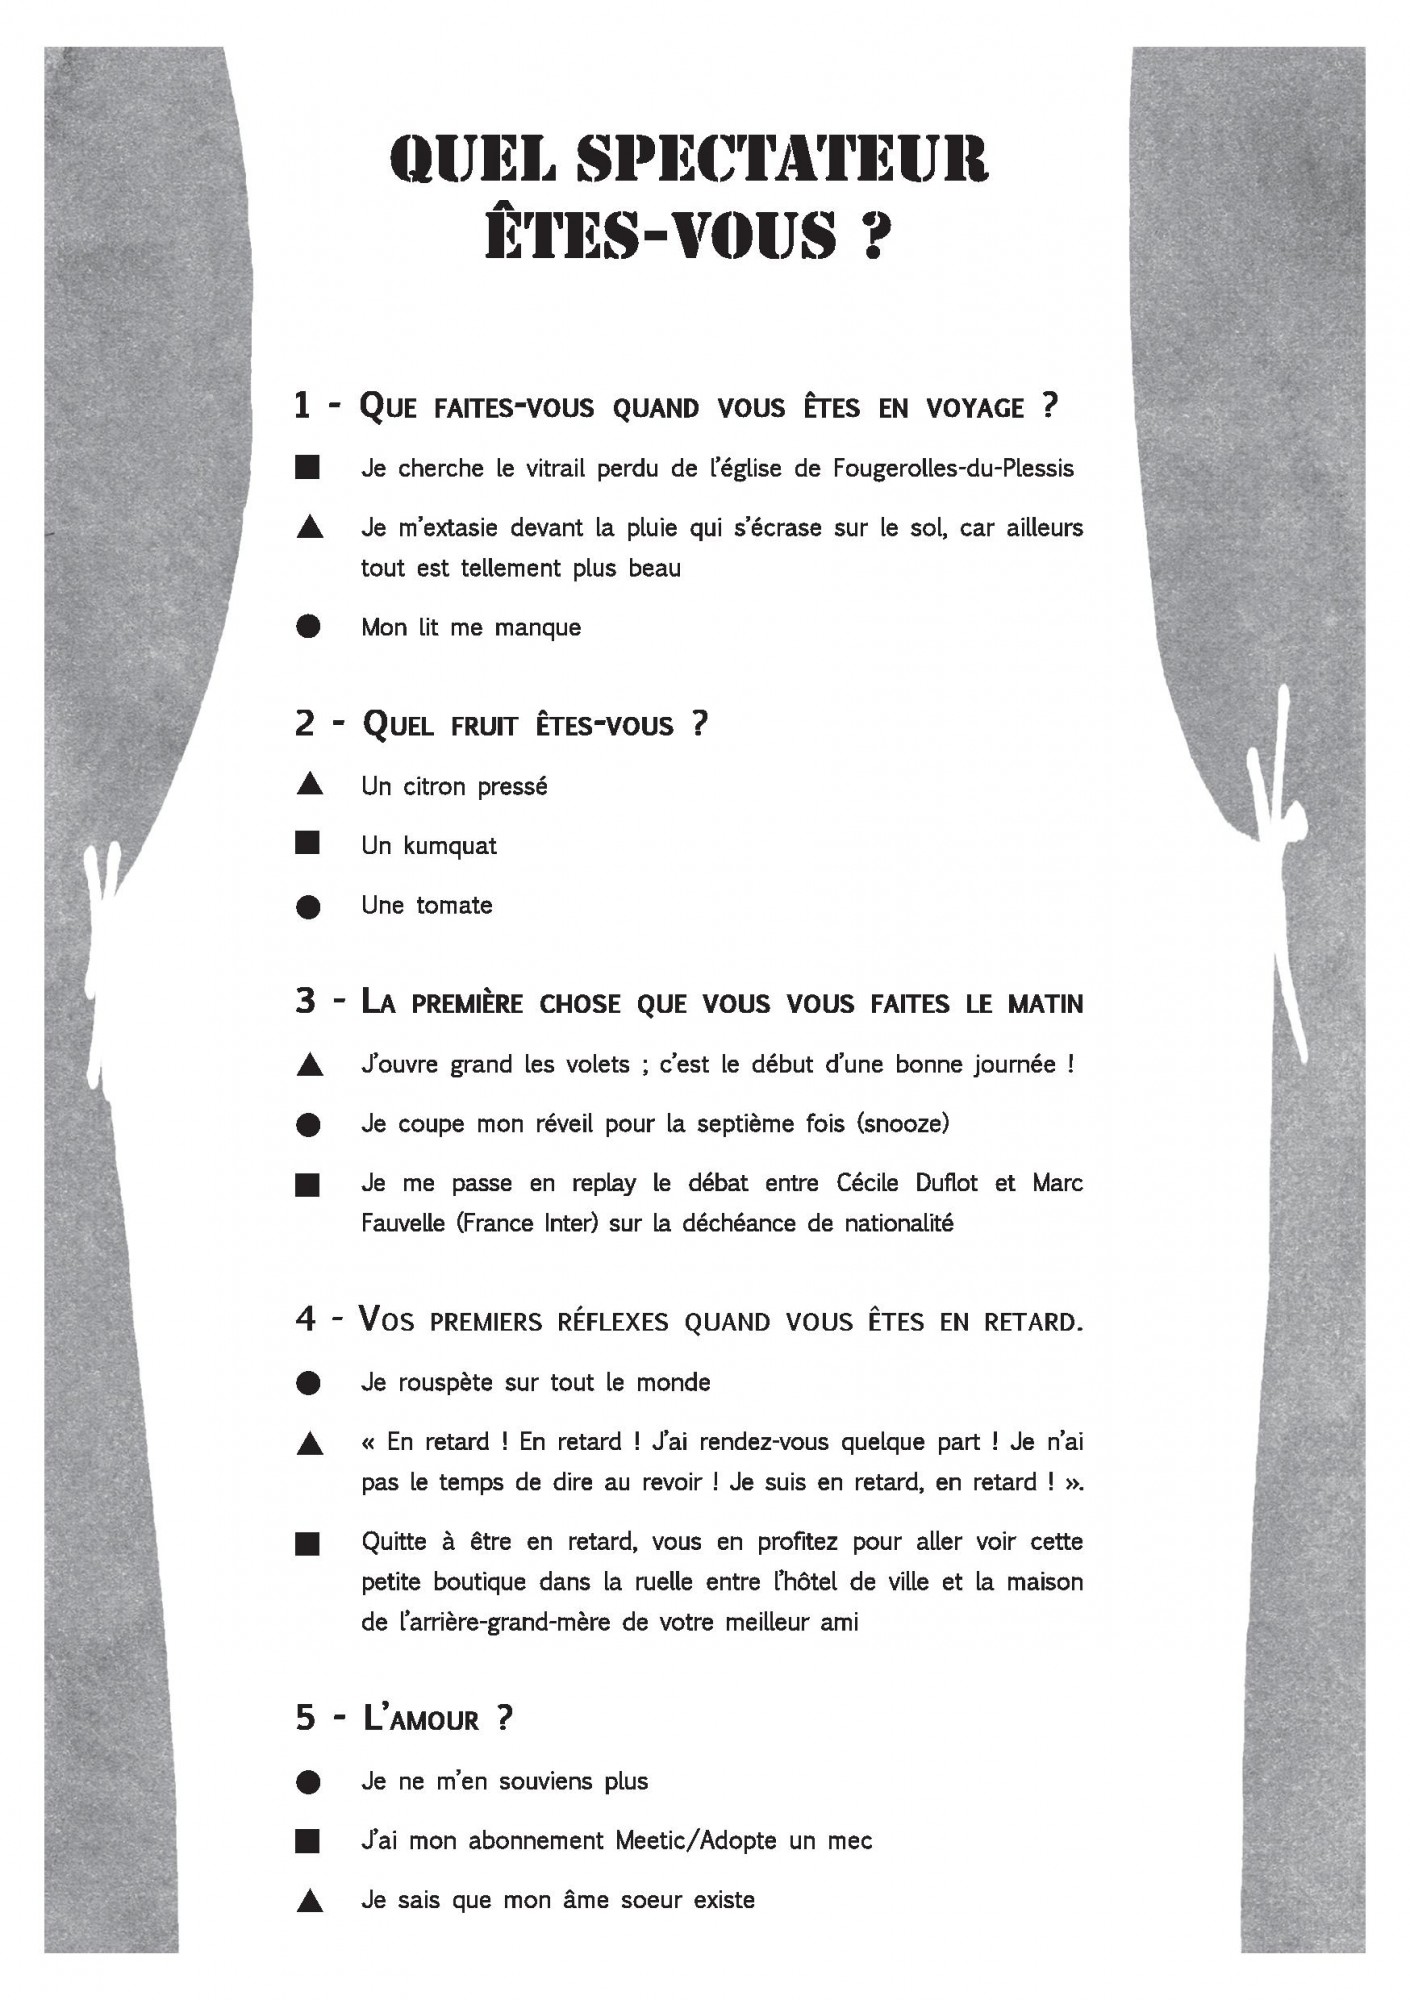 QUEL SPECTATEUR
ÊTES-VOUS ?
1 - Que faites-vous quand vous êtes en voyage ?
■ Je cherche le vitrail perdu de l'église de Fougerolles-du-Plessis
▲ Je m'extasie devant la pluie qui s'écrase sur le sol, car ailleurs
tout est tellement plus beau
● Mon lit me manque
2 - Quel fruit êtes-vous ?
▲ Un citron pressé
■ Un kumquat
● Une tomate
3 - La première chose que vous vous faites le matin
▲ J'ouvre grand les volets ; c'est le début d'une bonne journée !
● Je coupe mon réveil pour la septième fois (snooze)
■ Je me passe en replay le débat entre Cécile Duflot et Marc
Fauvelle (France Inter) sur la déchéance de nationalité
4 - Vos premiers réflexes quand vous êtes en retard.
● Je rouspète sur tout le monde
▲ « En retard ! En retard ! J'ai rendez-vous quelque part ! Je n'ai
pas le temps de dire au revoir ! Je suis en retard, en retard ! ».
■ Quitte à être en retard, vous en profitez pour aller voir cette
petite boutique dans la ruelle entre l'hôtel de ville et la maison
de l'arrière-grand-mère de votre meilleur ami
5 - L'amour ?
● Je ne m'en souviens plus
■ J'ai mon abonnement Meetic/Adopte un mec
▲ Je sais que mon âme soeur existe